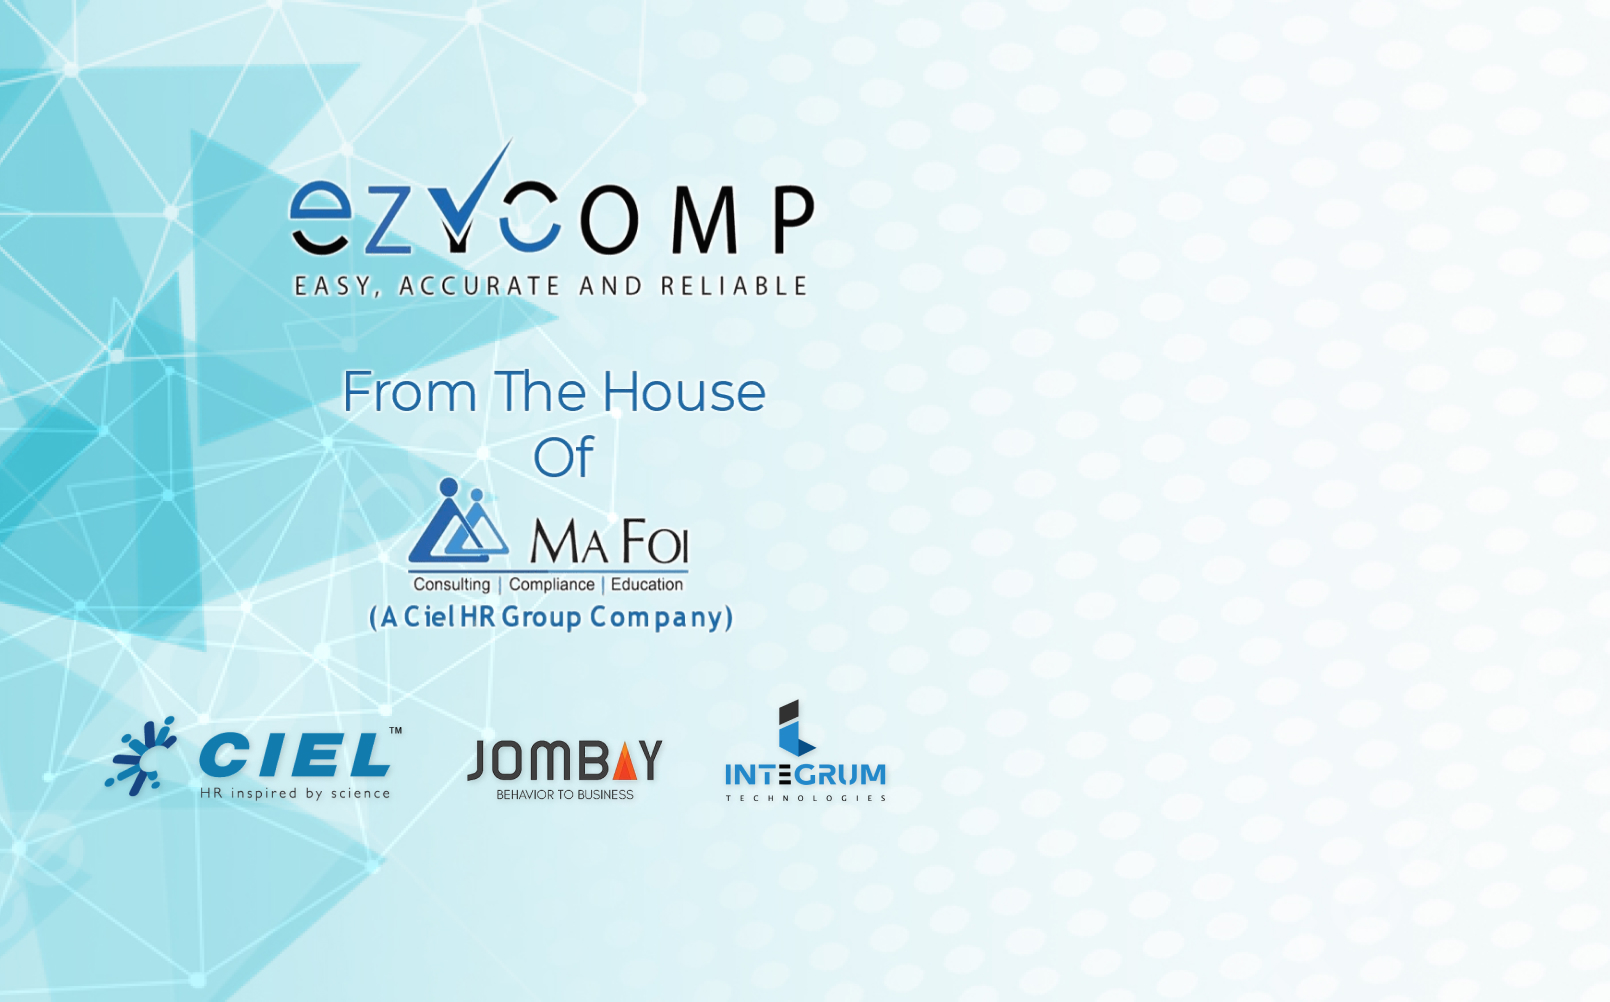 ezycomp
EASY, ACCURATE AND RELIABLE
From The House
Of
MA FOI
Consulting | Compliance | Education
(A Ciel HR Group Company)
CIEL™
HR inspired by science
JOMBAY
BEHAVIOR TO BUSINESS
INTEGRUM
TECHNOLOGIES